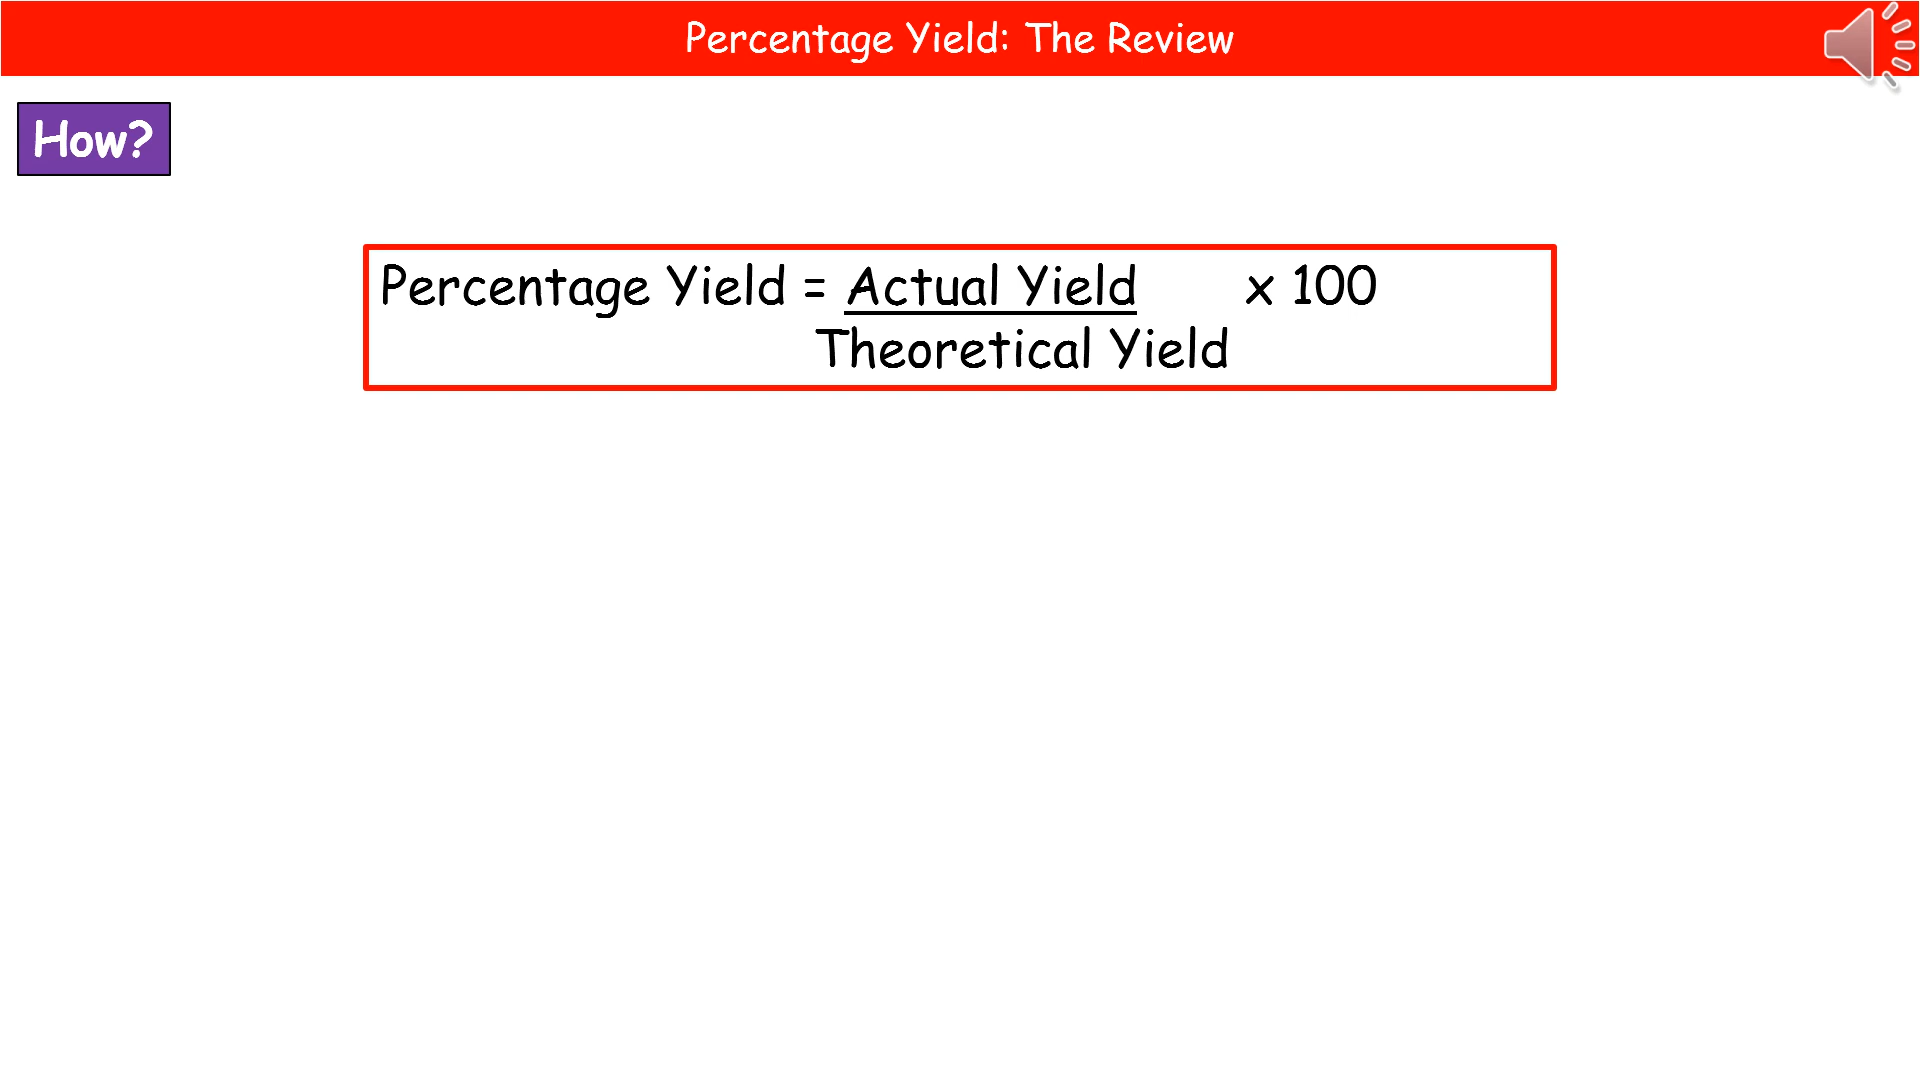 Percentage Yield: The Review
How?
Percentage Yield = Actual Yield x 100
Theoretical Yield